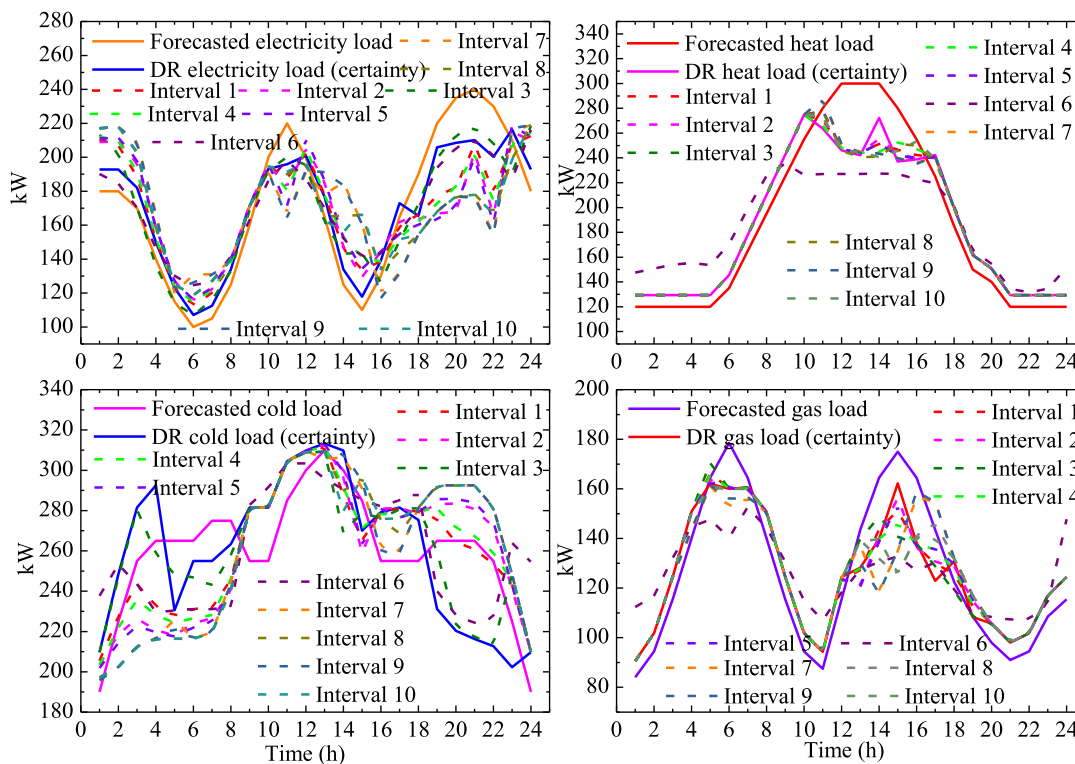 Forecasted electricity load
Interval 7
DR electricity load (certainty)
Interval 8
Interval 1
Interval 2
Interval 3
Interval 4
Interval 5
Interval 6
Interval 9
Interval 10
kW
100
120
140
160
180
200
220
240
260
0 2 4 6 8 10 12 14 16 18 20 22 24
Forecasted heat load
DR heat load (certainty)
Interval 1
Interval 2
Interval 3
Interval 4
Interval 5
Interval 6
Interval 7
Interval 8
Interval 9
Interval 10
kW
100
120
140
160
180
200
220
240
260
280
300
320
340
0 2 4 6 8 10 12 14 16 18 20 22 24
Forecasted cold load
DR cold load (certainty)
Interval 4
Interval 5
Interval 1
Interval 2
Interval 3
Interval 6
Interval 7
Interval 8
Interval 9
Interval 10
kW
180
200
220
240
260
280
300
320
340
0 2 4 6 8 10 12 14 16 18 20 22 24
Time (h)
Forecasted gas load
DR gas load (certainty)
Interval 1
Interval 2
Interval 3
Interval 4
Interval 5
Interval 6
Interval 7
Interval 8
Interval 9
Interval 10
kW
80
100
120
140
160
180
200
0 2 4 6 8 10 12 14 16 18 20 22 24
Time (h)